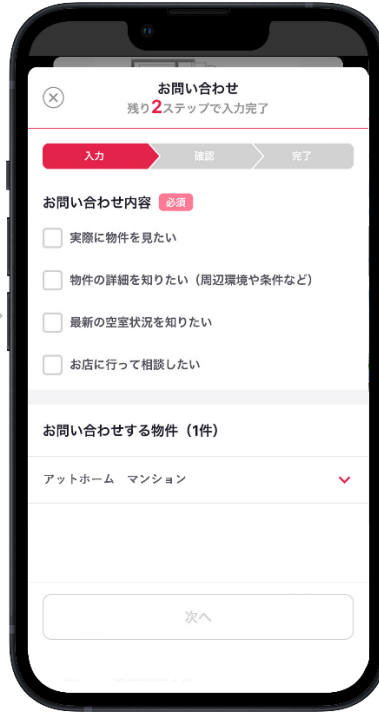 お問い合わせ
残り2ステップで入力完了
入力 確認 完了
お問い合わせ内容 必須
実際に物件を見たい
物件の詳細を知りたい（周辺環境や条件など）
最新の空室状況を知りたい
お店に行って相談したい
お問い合わせする物件（1件）
アットホーム　マンション
次へ